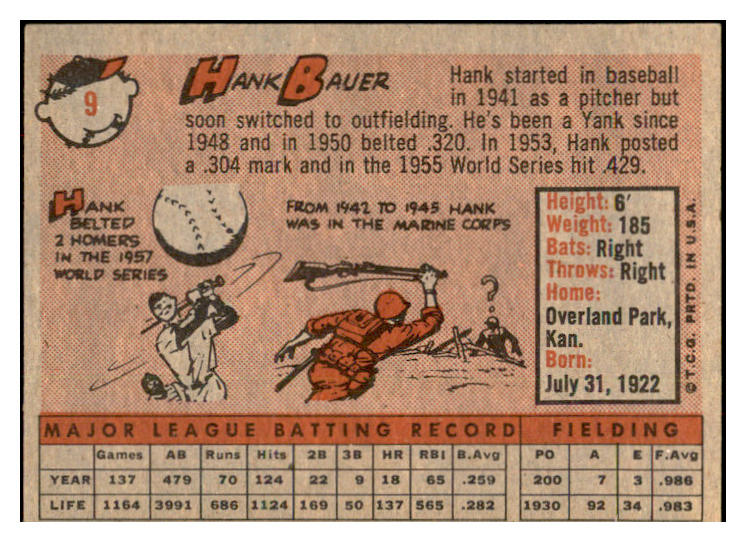 9
HANK BAUER
Hank started in baseball
in 1941 as a pitcher but
soon switched to outfielding. He's been a Yank since
1948 and in 1950 belted .320. In 1953, Hank posted
a .304 mark and in the 1955 World Series hit .429.
HANK
BELTED
2 HOMERS
IN THE 1957
WORLD SERIES
FROM 1942 TO 1945 HANK
WAS IN THE MARINE CORPS
?
Height: 6'
Weight: 185
Bats: Right
Throws: Right
Home:
Overland Park,
Kan.
Born:
July 31, 1922
© T.C.G. PRTD. IN U.S.A.
MAJOR LEAGUE BATTING RECORD FIELDING
Games AB Runs Hits 2B 3B HR RBI B.Avg PO A E F.Avg
YEAR 137 479 70 124 22 9 18 65 .259 200 7 3 .986
LIFE 1164 3991 686 1124 169 50 137 565 .282 1930 92 34 .983